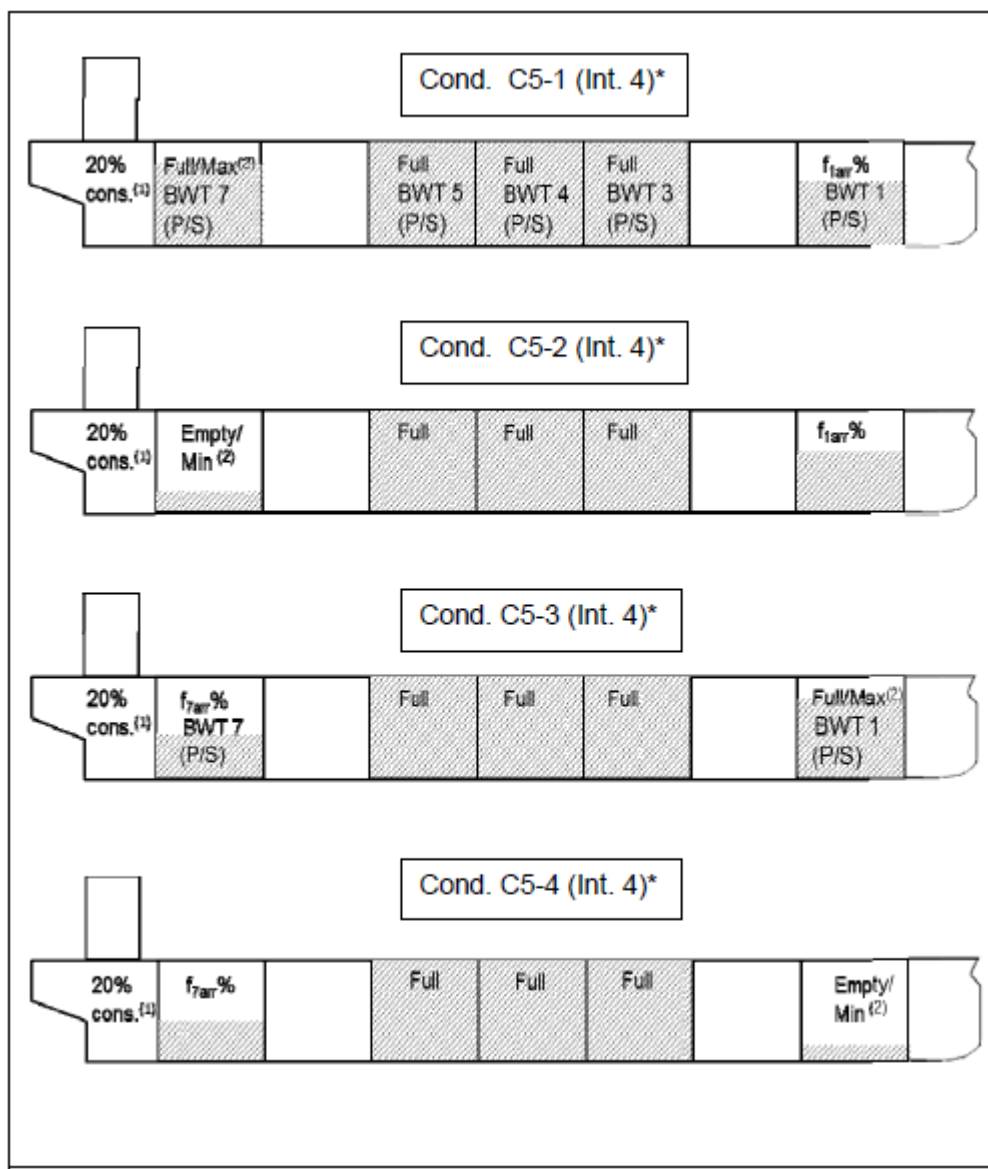 Cond. C5-1 (Int. 4)*
20%
cons.(1)
Full/Max(2)
BWT 7
(P/S)
Full
BWT 5
(P/S)
Full
BWT 4
(P/S)
Full
BWT 3
(P/S)
f1arr%
BWT 1
(P/S)
Cond. C5-2 (Int. 4)*
20%
cons.(1)
Empty/
Min (2)
Full
Full
Full
f1arr%
Cond. C5-3 (Int. 4)*
20%
cons.(1)
f7arr%
BWT 7
(P/S)
Full
Full
Full
Full/Max(2)
BWT 1
(P/S)
Cond. C5-4 (Int. 4)*
20%
cons.(1)
f7arr%
Full
Full
Full
Empty/
Min (2)